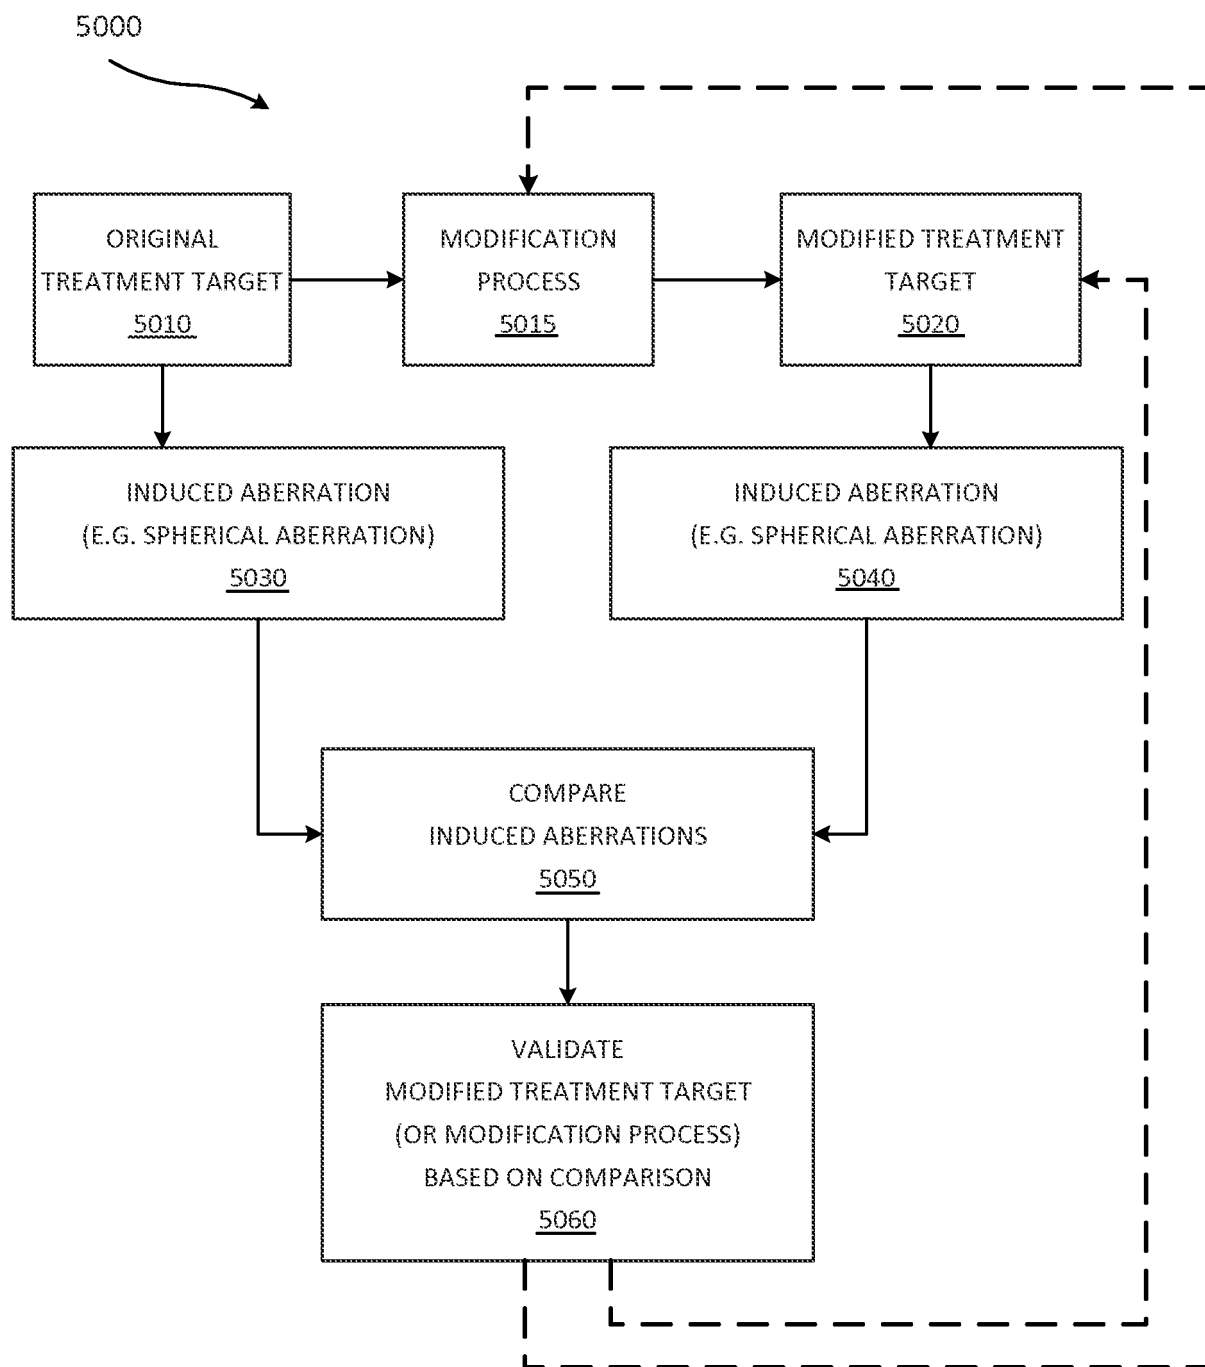 5000
ORIGINAL
TREATMENT TARGET
5010
MODIFICATION
PROCESS
5015
MODIFIED TREATMENT
TARGET
5020
INDUCED ABERRATION
(E.G. SPHERICAL ABERRATION)
5030
INDUCED ABERRATION
(E.G. SPHERICAL ABERRATION)
5040
COMPARE
INDUCED ABERRATIONS
5050
VALIDATE
MODIFIED TREATMENT TARGET
(OR MODIFICATION PROCESS)
BASED ON COMPARISON
5060